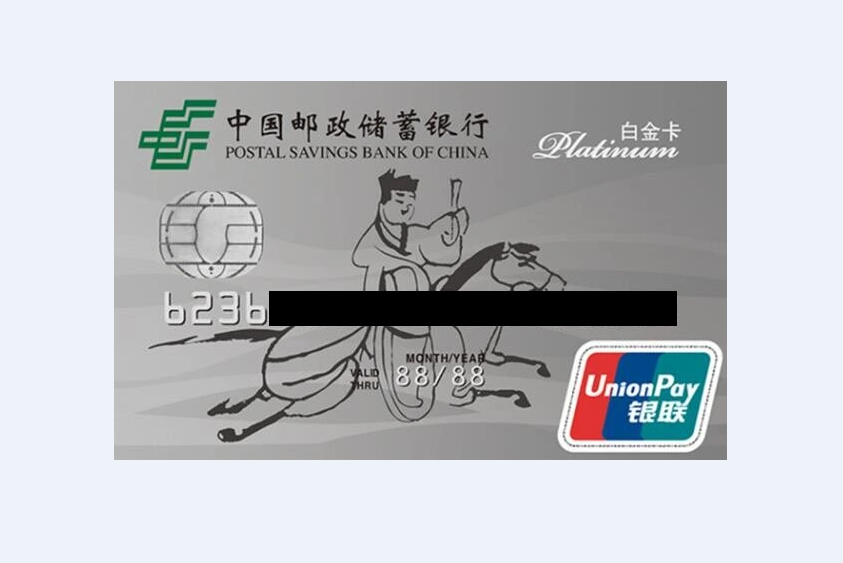 中国邮政储蓄银行
POSTAL SAVINGS BANK OF CHINA
白金卡
Platinum
6236
MONTH/YEAR
VALID THRU 88/88
UnionPay
银联